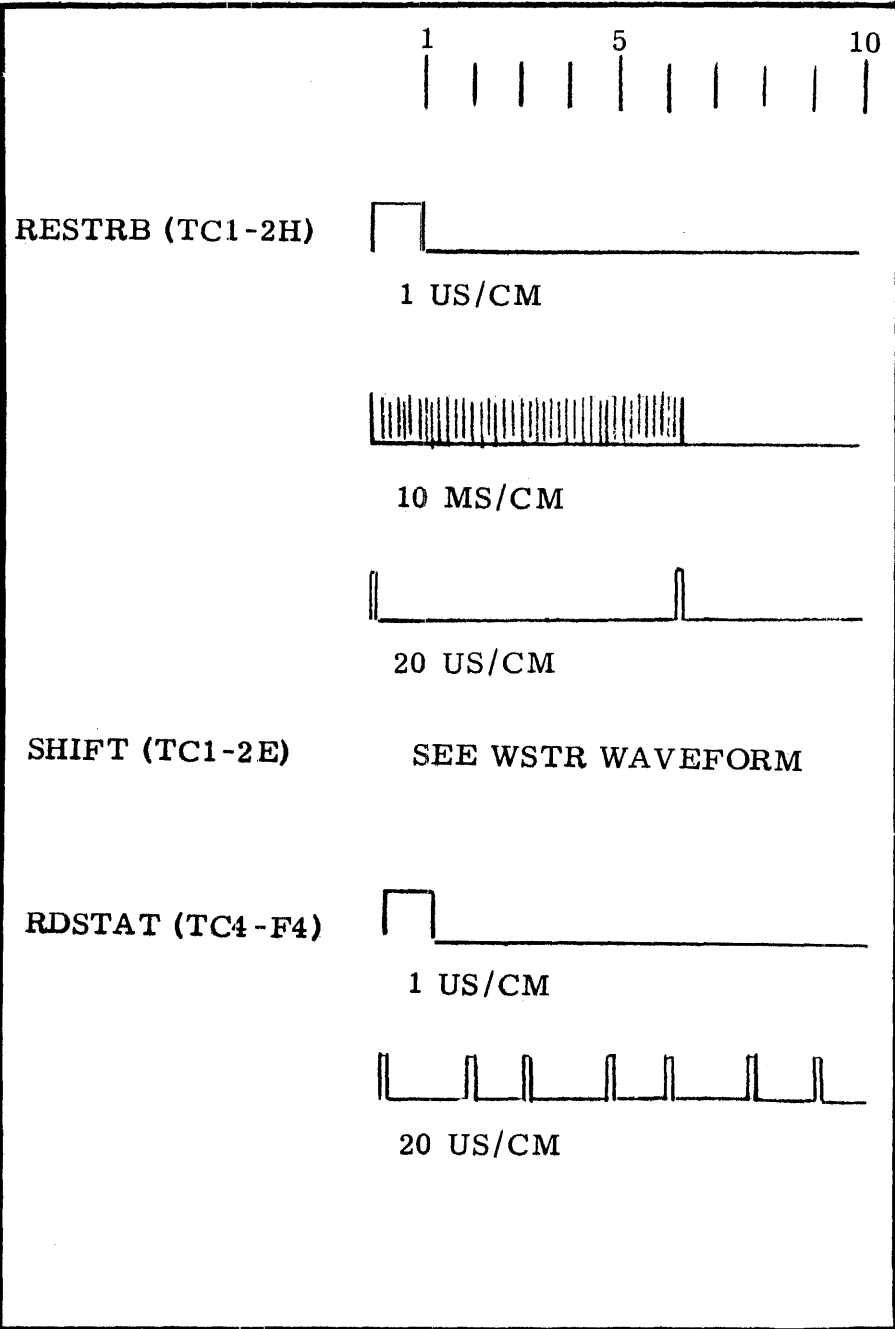 1 5 10
RESTRB (TC1-2H)
1 US/CM
10 MS/CM
20 US/CM
SHIFT (TC1-2E) SEE WSTR WAVEFORM
RDSTAT (TC4-F4)
1 US/CM
20 US/CM